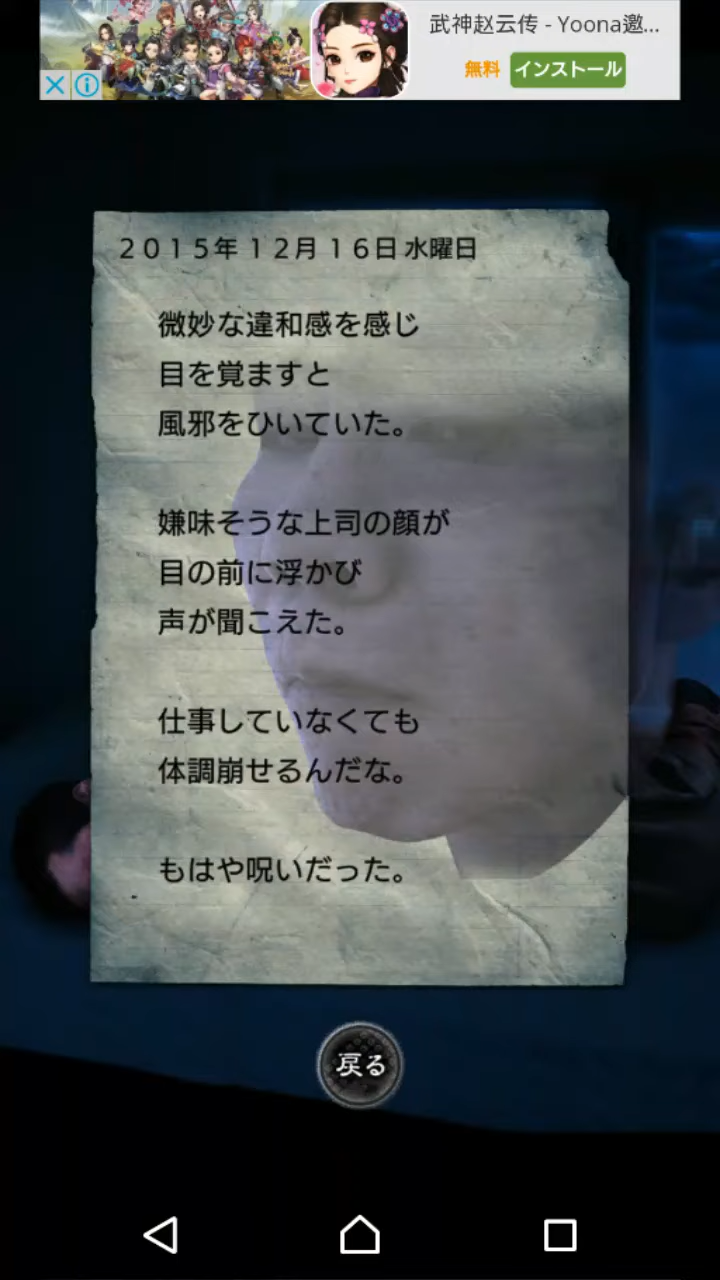 武神赵云传 - Yoona邀...
無料 インストール
２０１５年 １２月 １６日 水曜日
微妙な違和感を感じ
目を覚ますと
風邪をひいていた。
嫌味そうな上司の顔が
目の前に浮かび
声が聞こえた。
仕事していなくても
体調崩せるんだな。
もはや呪いだった。
戻る